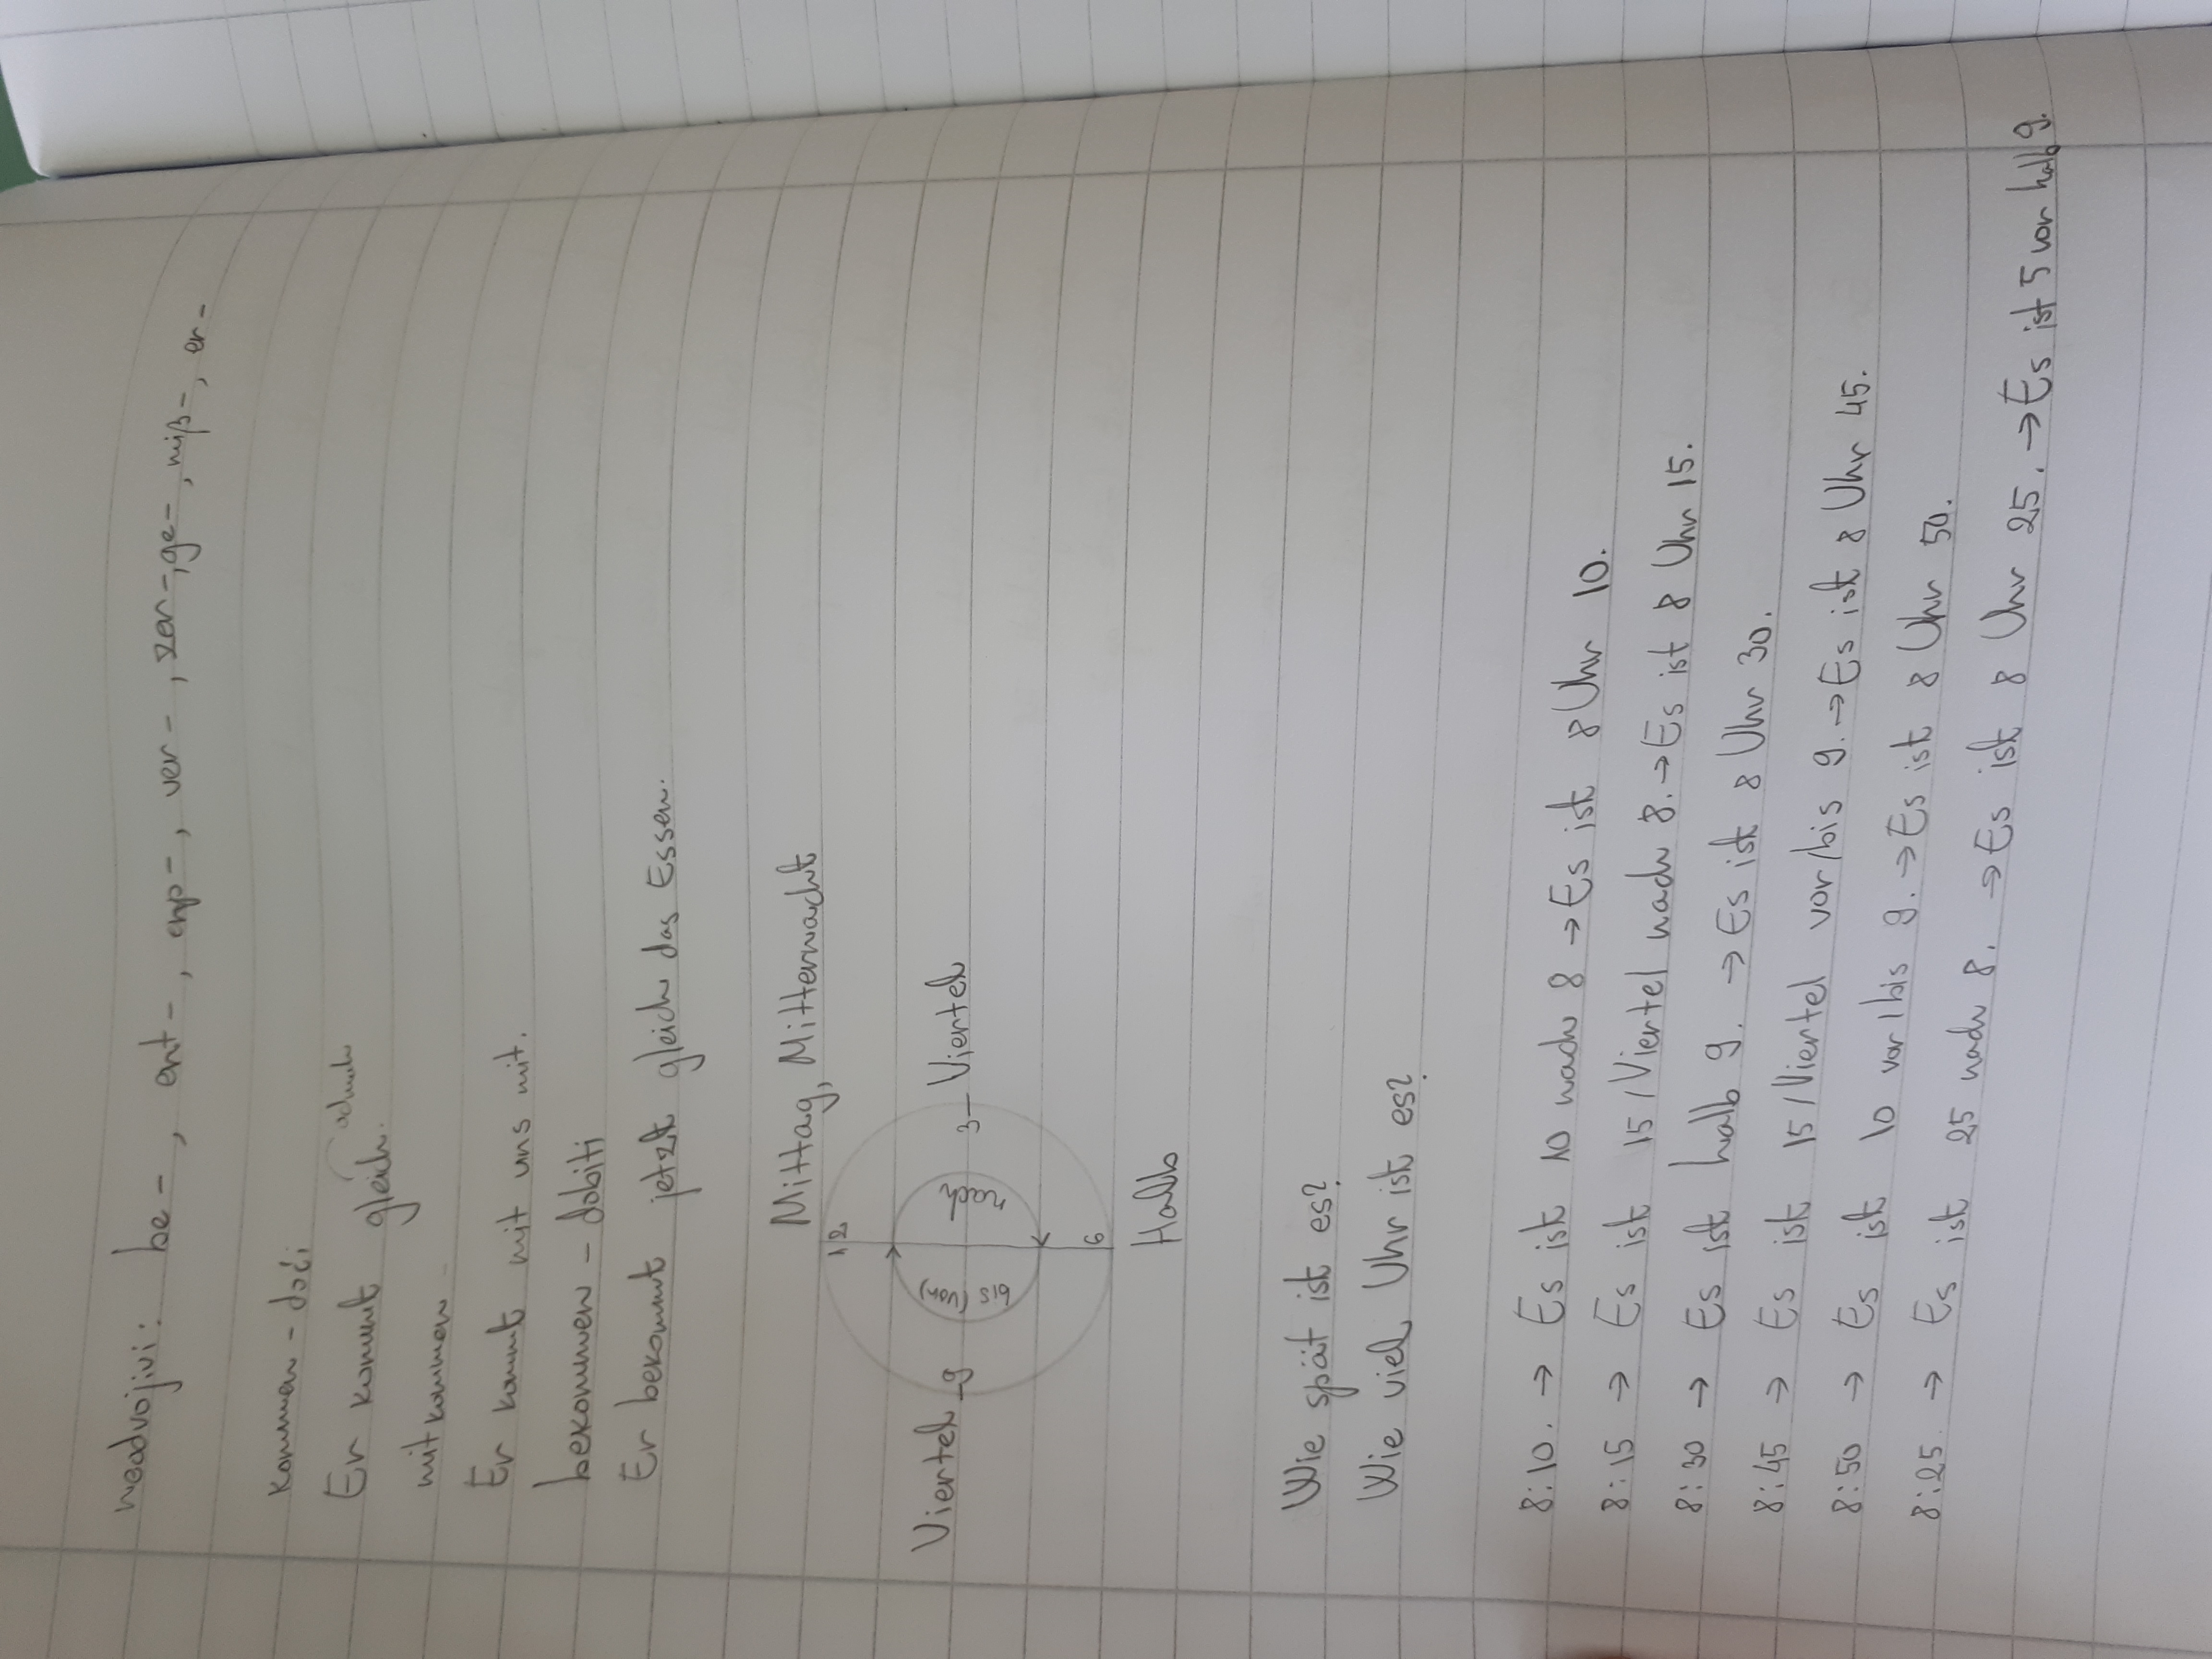 neodvojivi: be-, ent-, emp-, ver-, zer-, ge-, miß-, er-
kommen - doći
Er kommt gleich.
mitkommen -
Er kommt mit uns mit.
bekommen - dobiti
Er bekommt jetzt gleich das Essen.
Mittag, Mitternacht
12
Viertel - 9
bis (vor)
nach
3 - Viertel
6
Halb
Wie spät ist es?
Wie viel Uhr ist es?
8:10. → Es ist 10 nach 8 → Es ist 8 Uhr 10.
8:15 → Es ist 15 / Viertel nach 8. → Es ist 8 Uhr 15.
8:30 → Es ist halb 9. → Es ist 8 Uhr 30.
8:45 → Es ist 15 / Viertel vor/bis 9. → Es ist 8 Uhr 45.
8:50 → Es ist 10 vor/bis 9. → Es ist 8 Uhr 50.
8:25. → Es ist 25 nach 8. → Es ist 8 Uhr 25. → Es ist 5 vor halb 9.